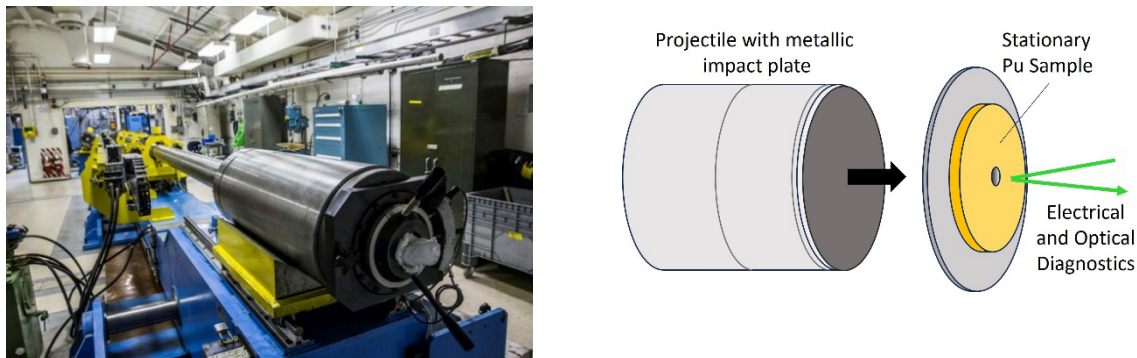 Projectile with metallic
impact plate
Stationary
Pu Sample
Electrical
and Optical
Diagnostics